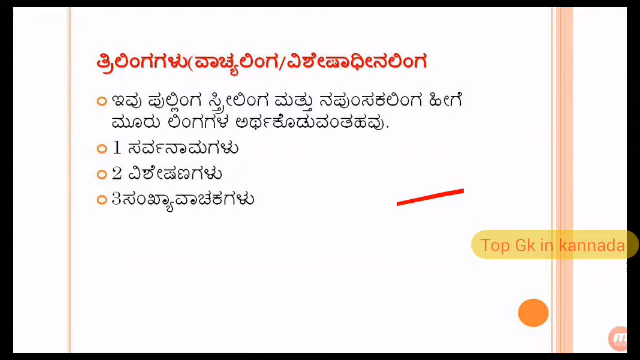 ತ್ರಿಲಿಂಗಗಳು(ವಾಚ್ಯಲಿಂಗ/ವಿಶೇಷಾಧೀನಲಿಂಗ
ಇವು ಪುಲ್ಲಿಂಗ ಸ್ತ್ರೀಲಿಂಗ ಮತ್ತು ನಪುಂಸಕಲಿಂಗ ಹೀಗೆ
ಮೂರು ಲಿಂಗಗಳ ಅರ್ಥಕೊಡುವಂತಹವು.
1 ಸರ್ವನಾಮಗಳು
2 ವಿಶೇಷಣಗಳು
3ಸಂಖ್ಯಾವಾಚಕಗಳು
Top Gk in kannada